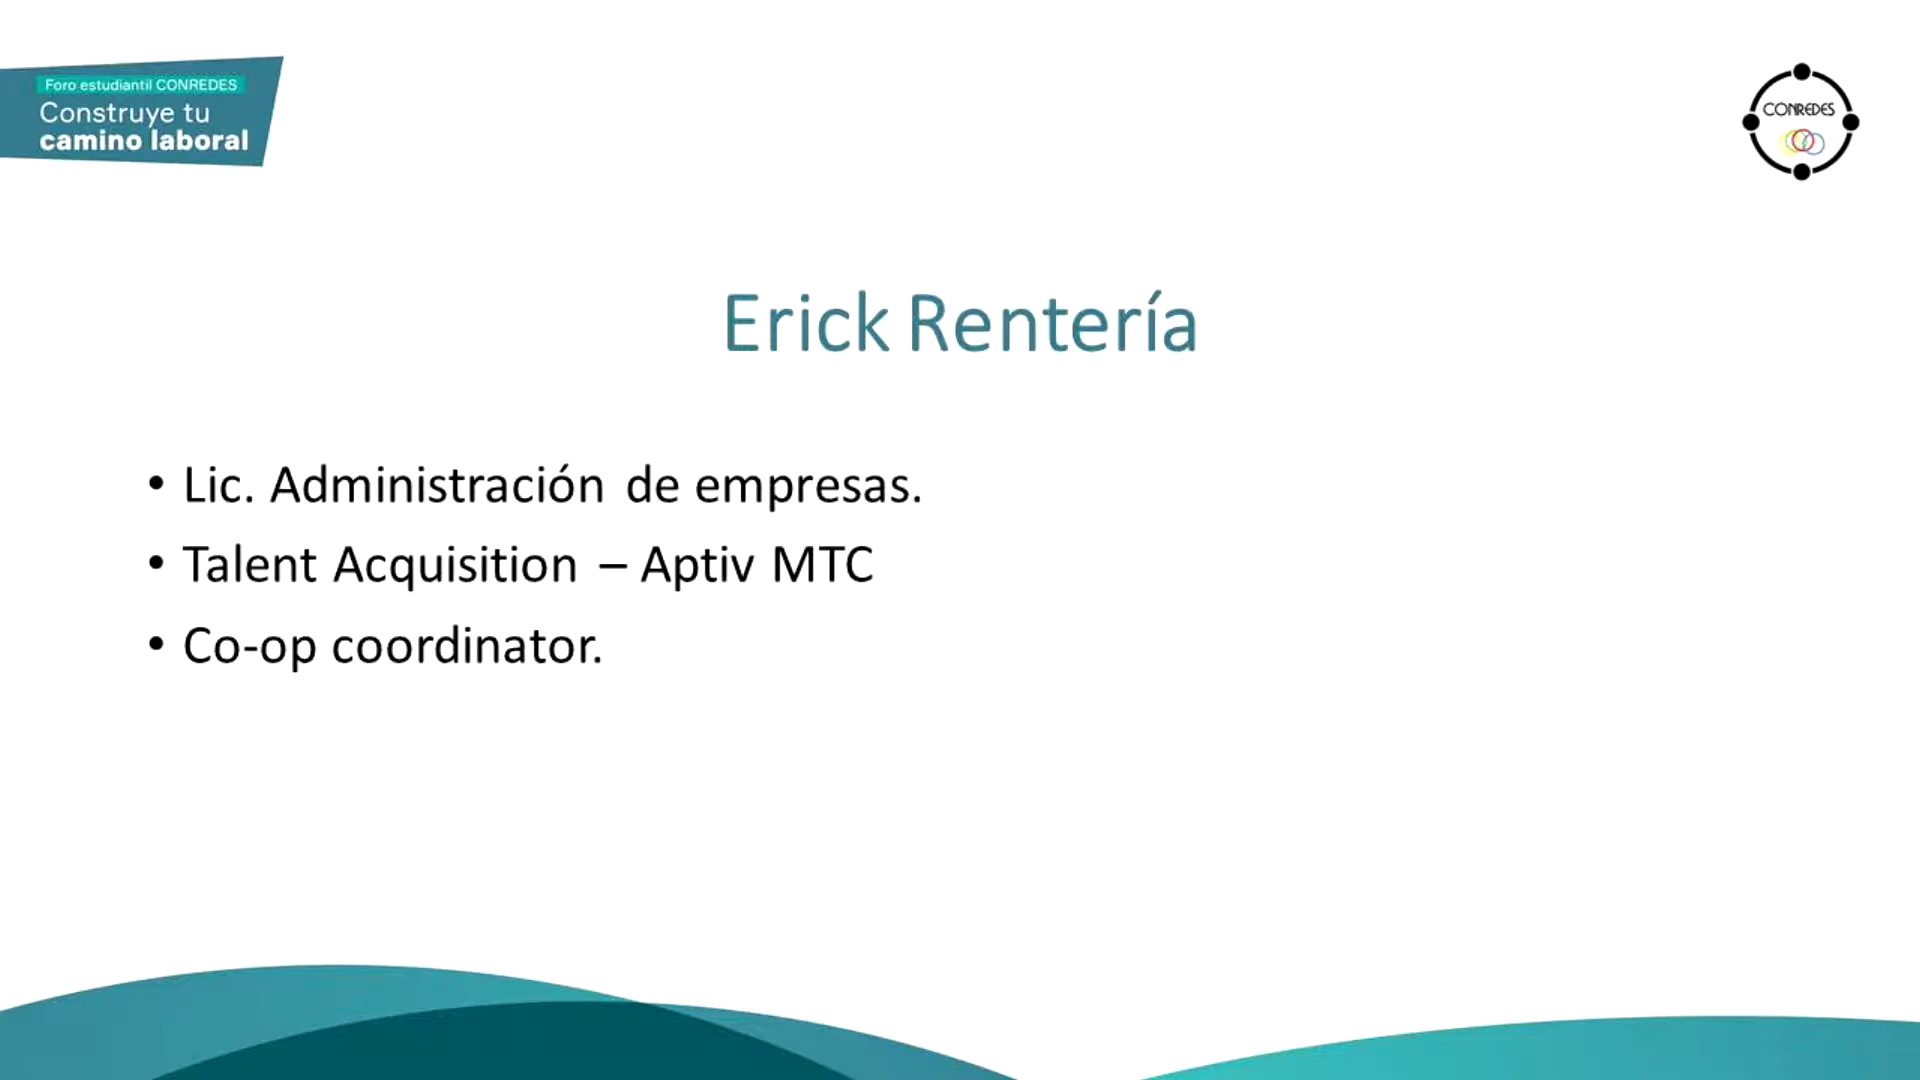 Foro estudiantil CONREDES
Construye tu
camino laboral
CONREDES
Erick Rentería
• Lic. Administración de empresas.
• Talent Acquisition – Aptiv MTC
• Co-op coordinator.